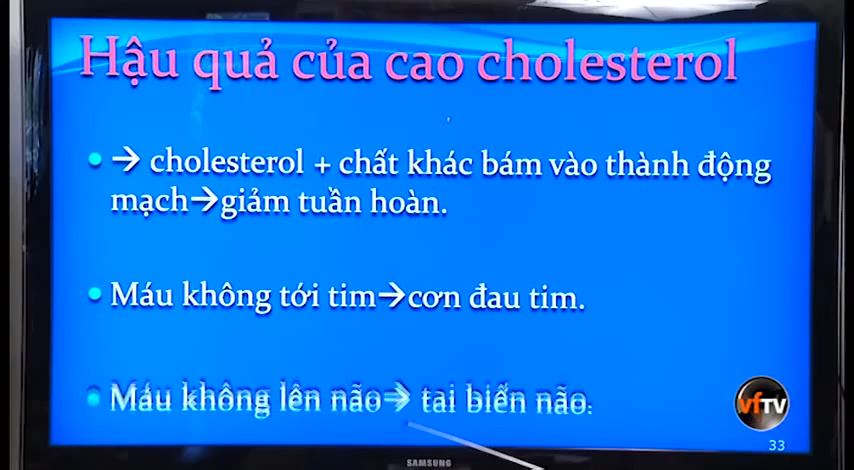 Hậu quả của cao cholesterol
• → cholesterol + chất khác bám vào thành động
mạch→giảm tuần hoàn.
• Máu không tới tim→cơn đau tim.
• Máu không lên não→ tai biến não.
vfTV
33
SAMSUNG